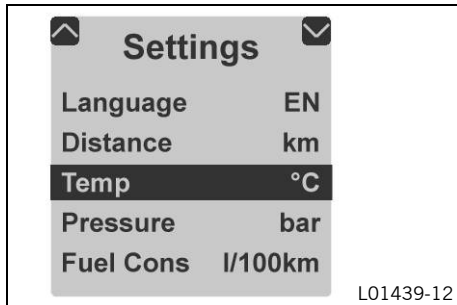 Settings
Language EN
Distance km
Temp °C
Pressure bar
Fuel Cons l/100km
L01439-12